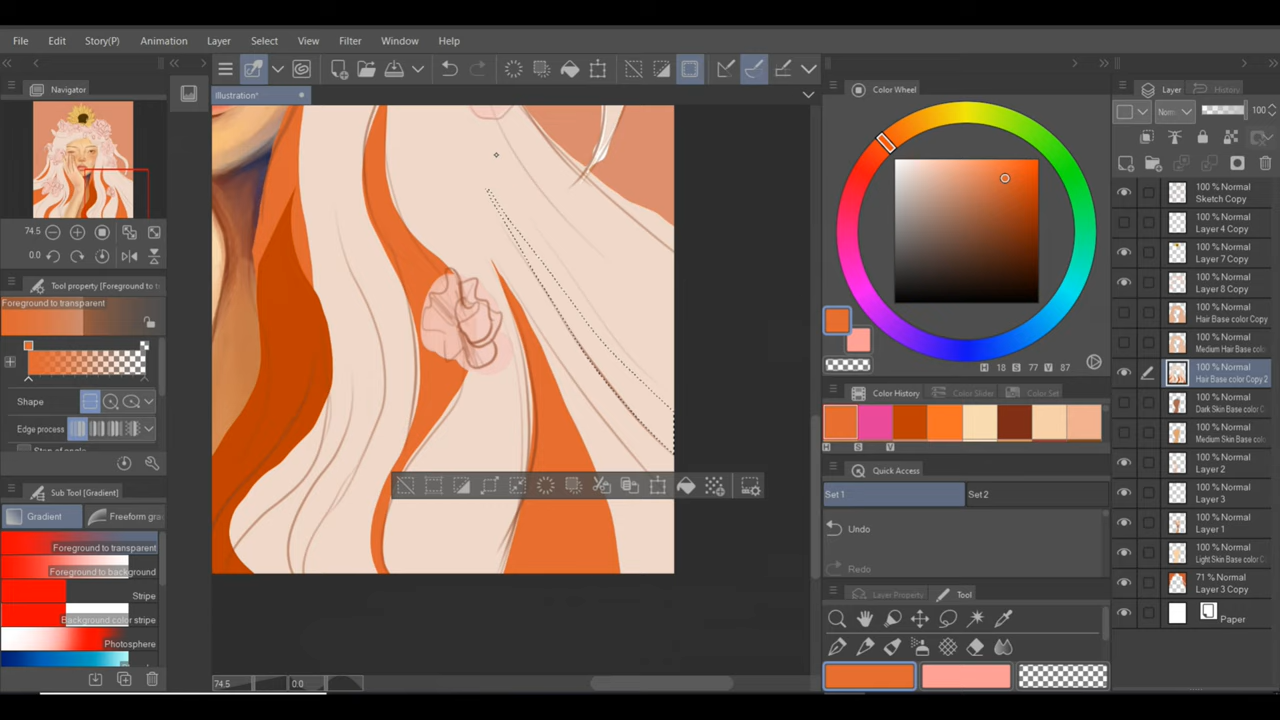 File Edit Story(P) Animation Layer Select View Filter Window Help
Navigator
Illustration*
Color Wheel
Layer
History
Norm
100
74.5
0.0
Tool property [Foreground to
Foreground to transparent
Shape
Edge process
Sub Tool [Gradient]
Gradient
Freeform gra
Foreground to transparent
Foreground to background
Stripe
Background color stripe
Photosphere
74.5
0.0
H 18 S 77 V 87
Color History
Color Slider
Color Set
H S V
Quick Access
Set 1
Set 2
Undo
Redo
Layer Property
Tool
100 % Normal
Sketch Copy
100 % Normal
Layer 4 Copy
100 % Normal
Layer 7 Copy
100 % Normal
Layer 8 Copy
100 % Normal
Hair Base color Copy
100 % Normal
Medium Hair Base
100 % Normal
Hair Base color Copy 2
100 % Normal
Dark Skin Base c
100 % Normal
Medium Skin Base
100 % Normal
Layer 2
100 % Normal
Layer 3
100 % Normal
Layer 1
100 % Normal
Light Skin Base c
71 % Normal
Layer 3 Copy
Paper